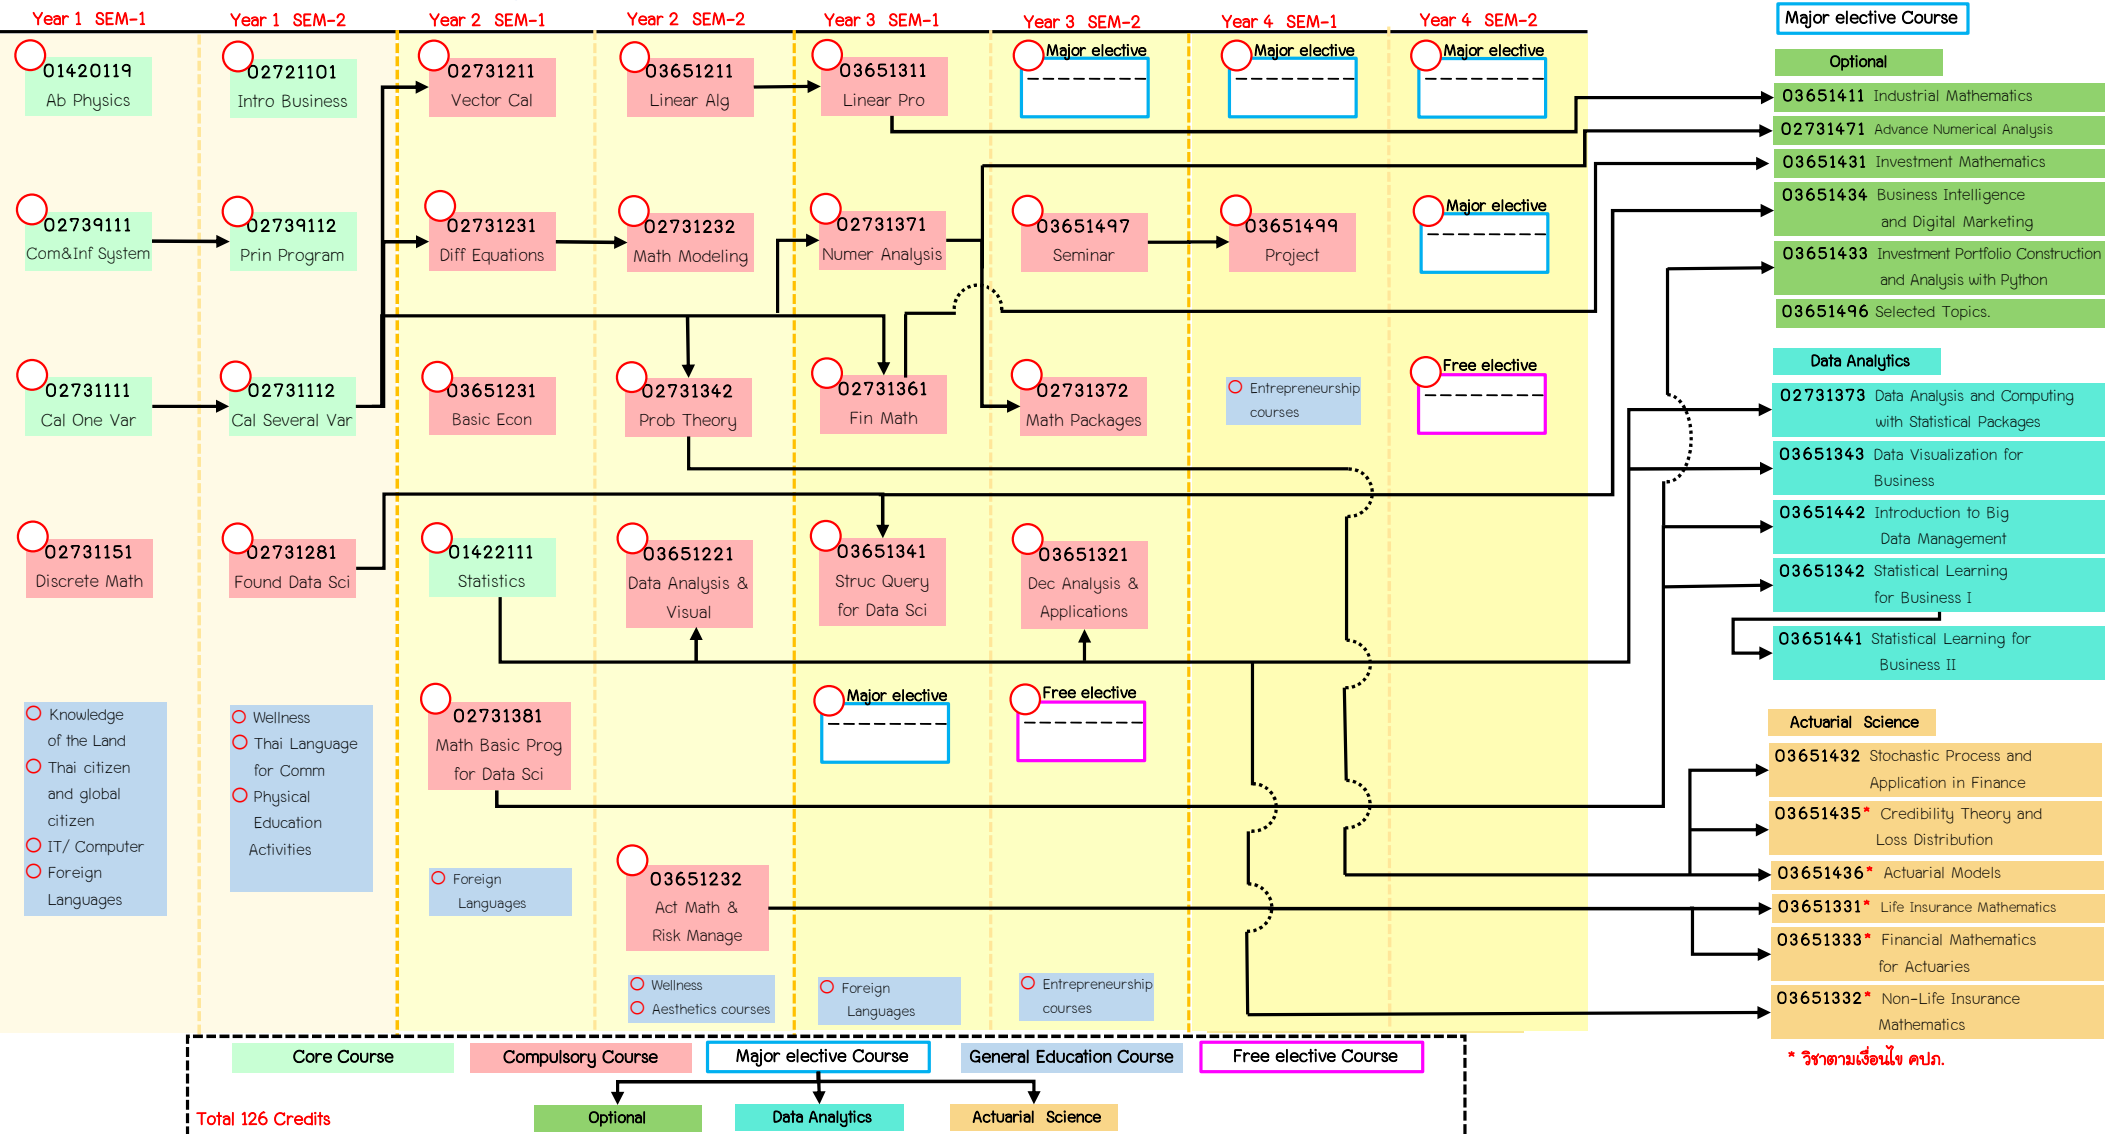 Year 1 SEM-1
Year 1 SEM-2
Year 2 SEM-1
Year 2 SEM-2
Year 3 SEM-1
Year 3 SEM-2
Year 4 SEM-1
Year 4 SEM-2
01420119
Ab Physics
02721101
Intro Business
02731211
Vector Cal
03651211
Linear Alg
03651311
Linear Pro
Major elective
Major elective
Major elective
02739111
Com&Inf System
02739112
Prin Program
02731231
Diff Equations
02731232
Math Modeling
02731371
Numer Analysis
03651497
Seminar
03651499
Project
Major elective
02731111
Cal One Var
02731112
Cal Several Var
03651231
Basic Econ
02731342
Prob Theory
02731361
Fin Math
02731372
Math Packages
Entrepreneurship
courses
Free elective
02731151
Discrete Math
02731281
Found Data Sci
01422111
Statistics
03651221
Data Analysis &
Visual
03651341
Struc Query
for Data Sci
03651321
Dec Analysis &
Applications
Knowledge
of the Land
Thai citizen
and global
citizen
IT/ Computer
Foreign
Languages
Wellness
Thai Language
for Comm
Physical
Education
Activities
02731381
Math Basic Prog
for Data Sci
Major elective
Free elective
Foreign
Languages
03651232
Act Math &
Risk Manage
Wellness
Aesthetics courses
Foreign
Languages
Entrepreneurship
courses
Major elective Course
Optional
03651411 Industrial Mathematics
02731471 Advance Numerical Analysis
03651431 Investment Mathematics
03651434 Business Intelligence
and Digital Marketing
03651433 Investment Portfolio Construction
and Analysis with Python
03651496 Selected Topics.
Data Analytics
02731373 Data Analysis and Computing
with Statistical Packages
03651343 Data Visualization for
Business
03651442 Introduction to Big
Data Management
03651342 Statistical Learning
for Business I
03651441 Statistical Learning for
Business II
Actuarial Science
03651432 Stochastic Process and
Application in Finance
03651435* Credibility Theory and
Loss Distribution
03651436* Actuarial Models
03651331* Life Insurance Mathematics
03651333* Financial Mathematics
for Actuaries
03651332* Non-Life Insurance
Mathematics
* วิชาตามเงื่อนไข คปภ.
Core Course
Compulsory Course
Major elective Course
General Education Course
Free elective Course
Total 126 Credits
Optional
Data Analytics
Actuarial Science